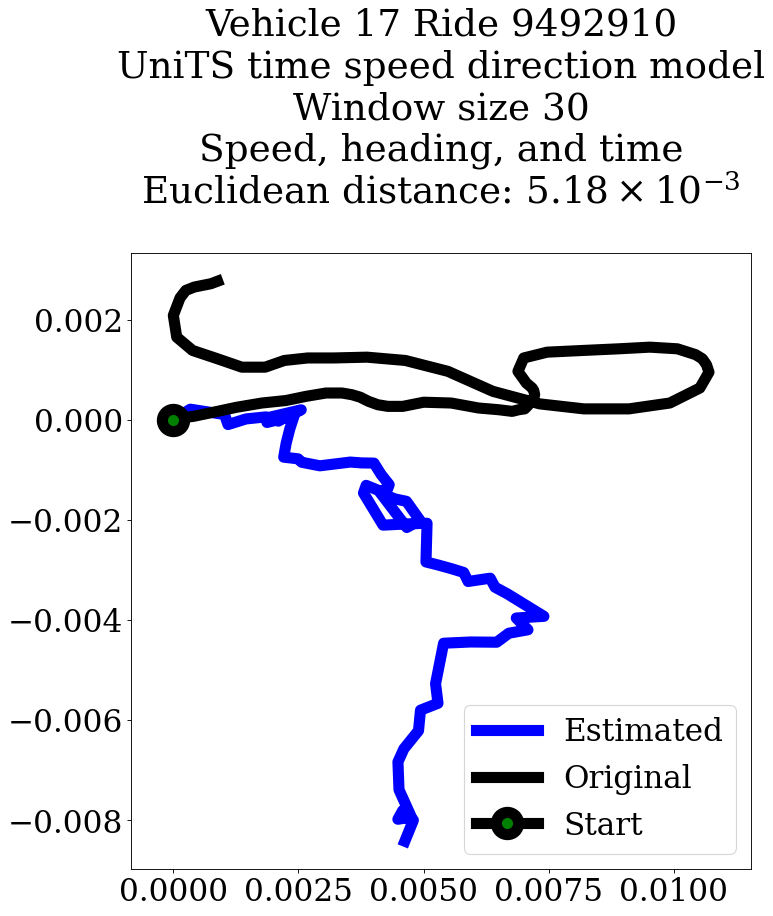 Vehicle 17 Ride 9492910
UniTS time speed direction model
Window size 30
Speed, heading, and time
Euclidean distance: 5.18 × 10⁻³
0.002
0.000
−0.002
−0.004
−0.006
−0.008
Estimated
Original
Start
0.0000 0.0025 0.0050 0.0075 0.0100